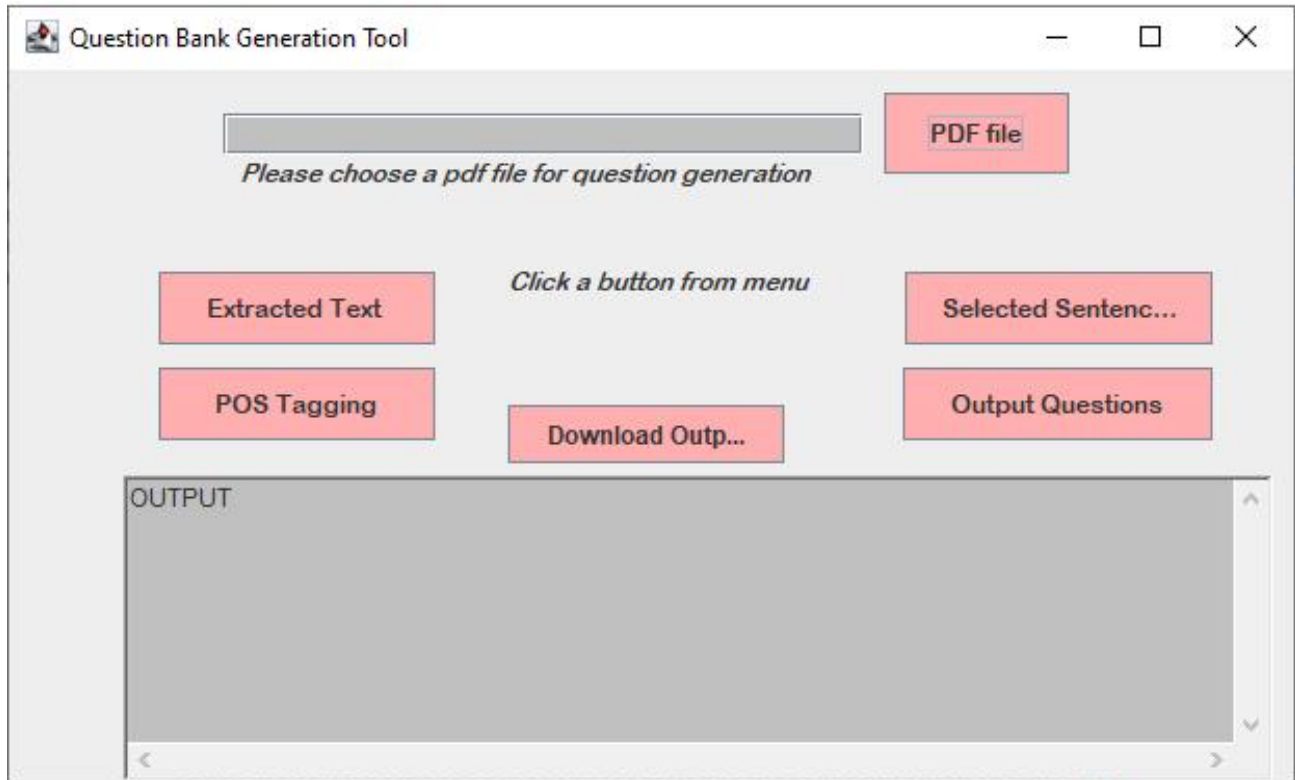 Question Bank Generation Tool
PDF file
Please choose a pdf file for question generation
Click a button from menu
Extracted Text
Selected Sentenc...
POS Tagging
Output Questions
Download Outp...
OUTPUT